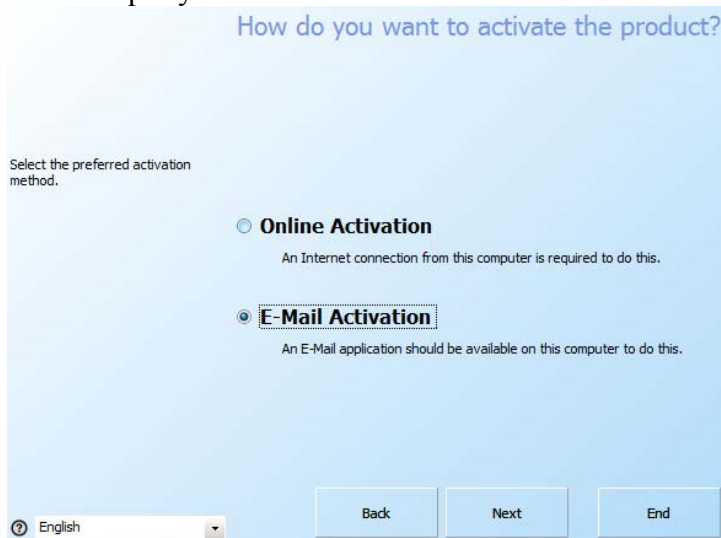 How do you want to activate the product?
Select the preferred activation
method.
Online Activation
An Internet connection from this computer is required to do this.
E-Mail Activation
An E-Mail application should be available on this computer to do this.
Back Next End
English